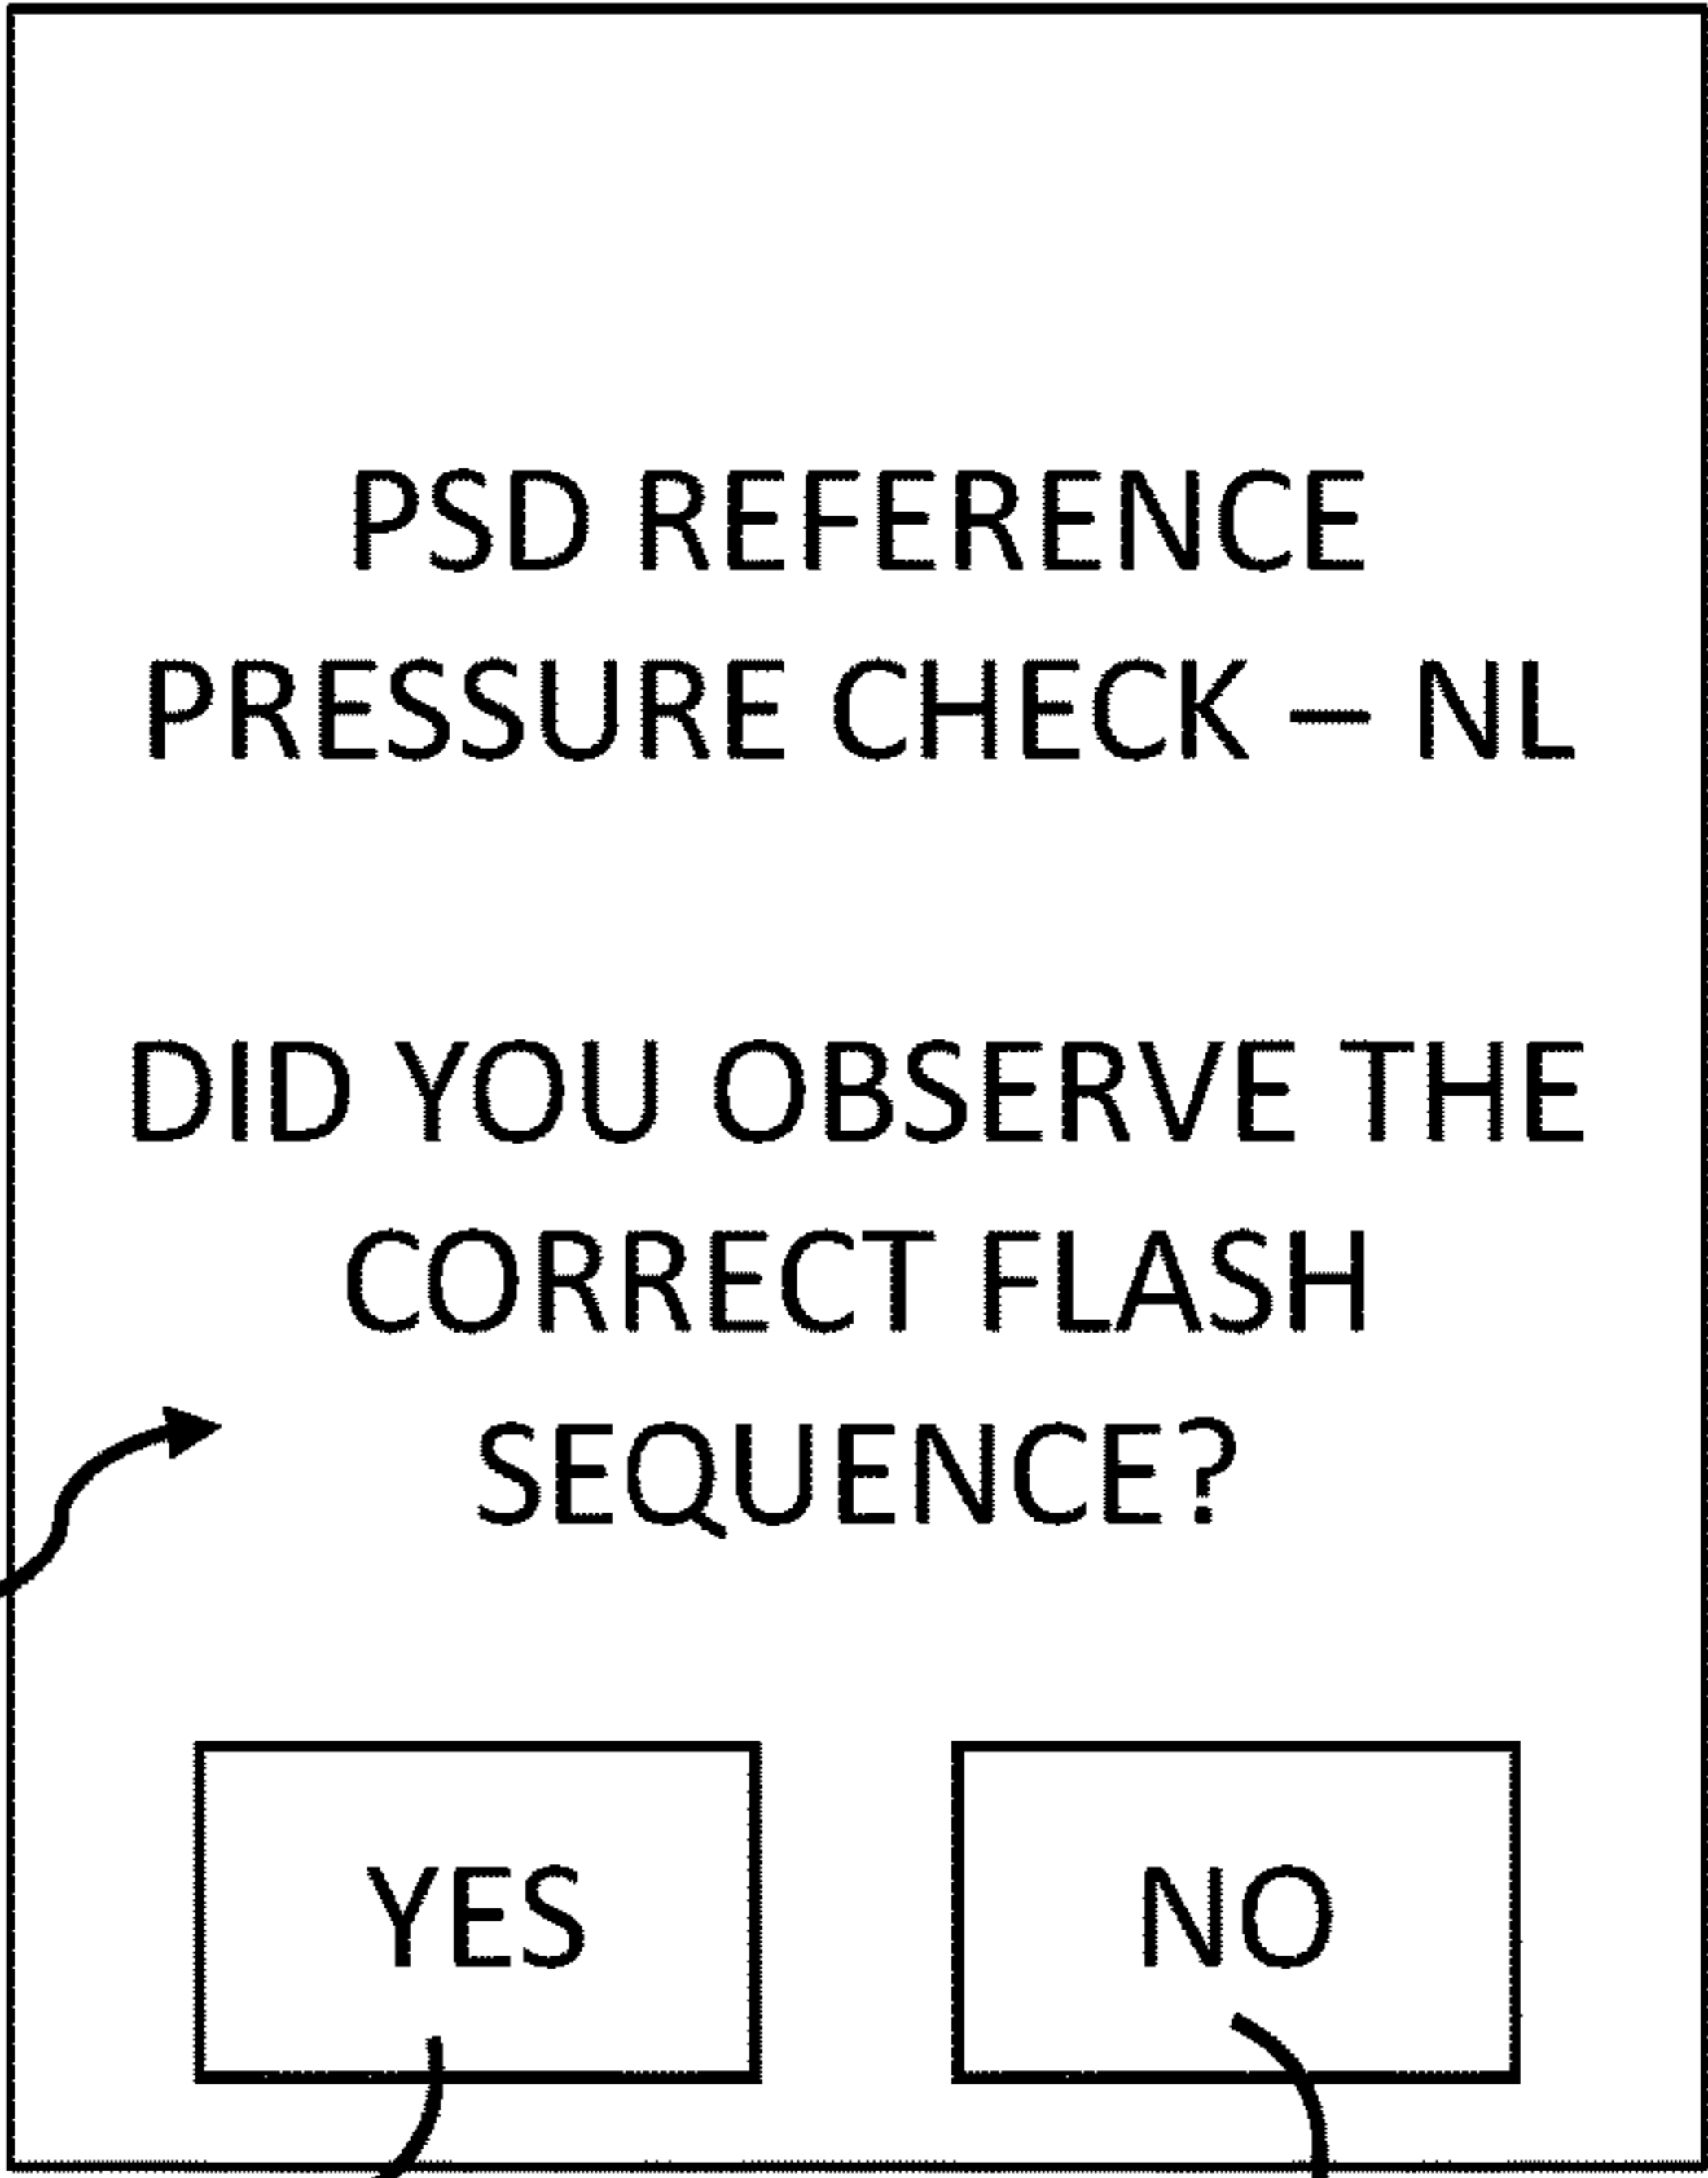 PSD REFERENCE
PRESSURE CHECK – NL
DID YOU OBSERVE THE
CORRECT FLASH
SEQUENCE?
YES NO